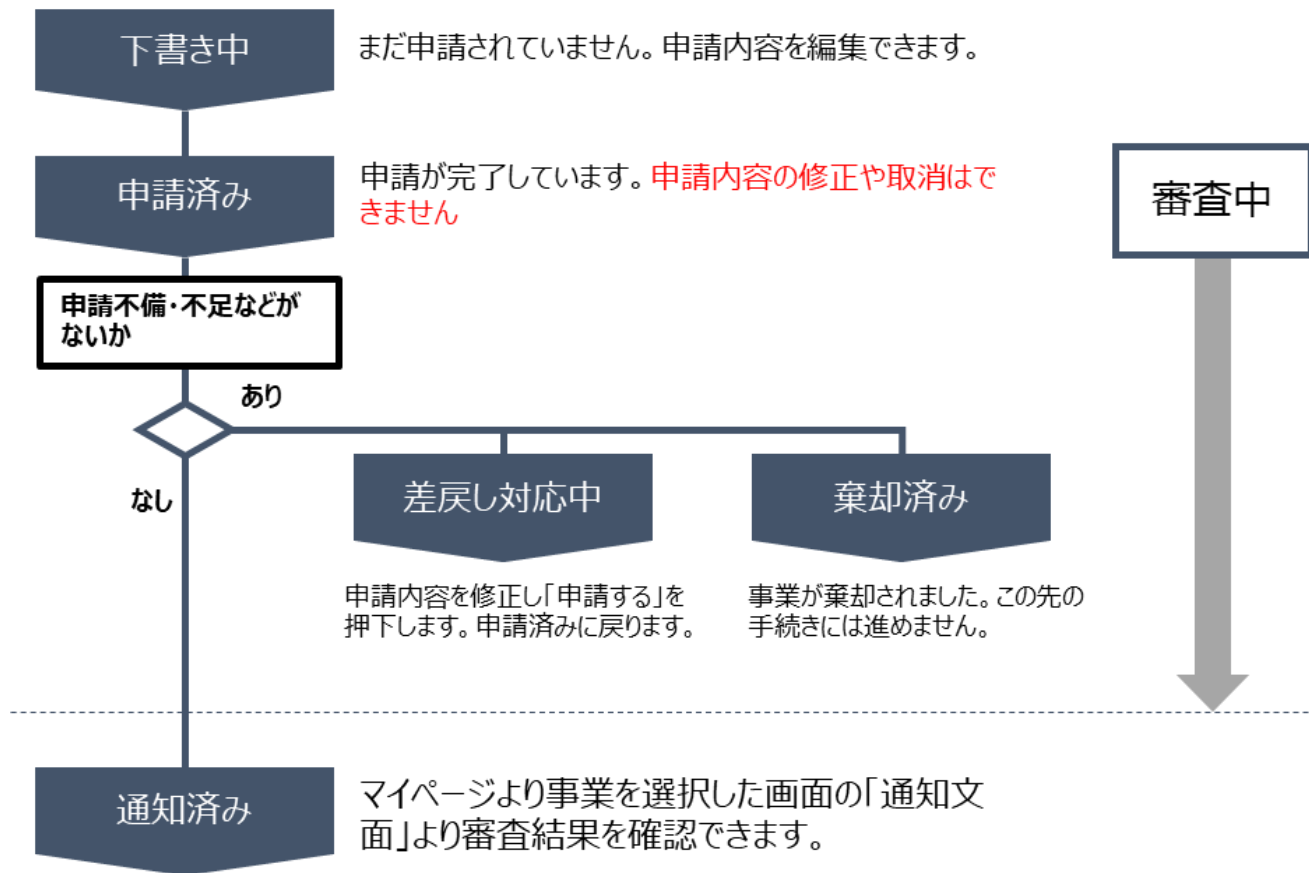 下書き中
まだ申請されていません。申請内容を編集できます。
申請済み
申請が完了しています。申請内容の修正や取消はで
きません
審査中
申請不備・不足などが
ないか
あり
なし
差戻し対応中
棄却済み
申請内容を修正し「申請する」を
押下します。申請済みに戻ります。
事業が棄却されました。この先の
手続きには進めません。
通知済み
マイページより事業を選択した画面の「通知文
面」より審査結果を確認できます。